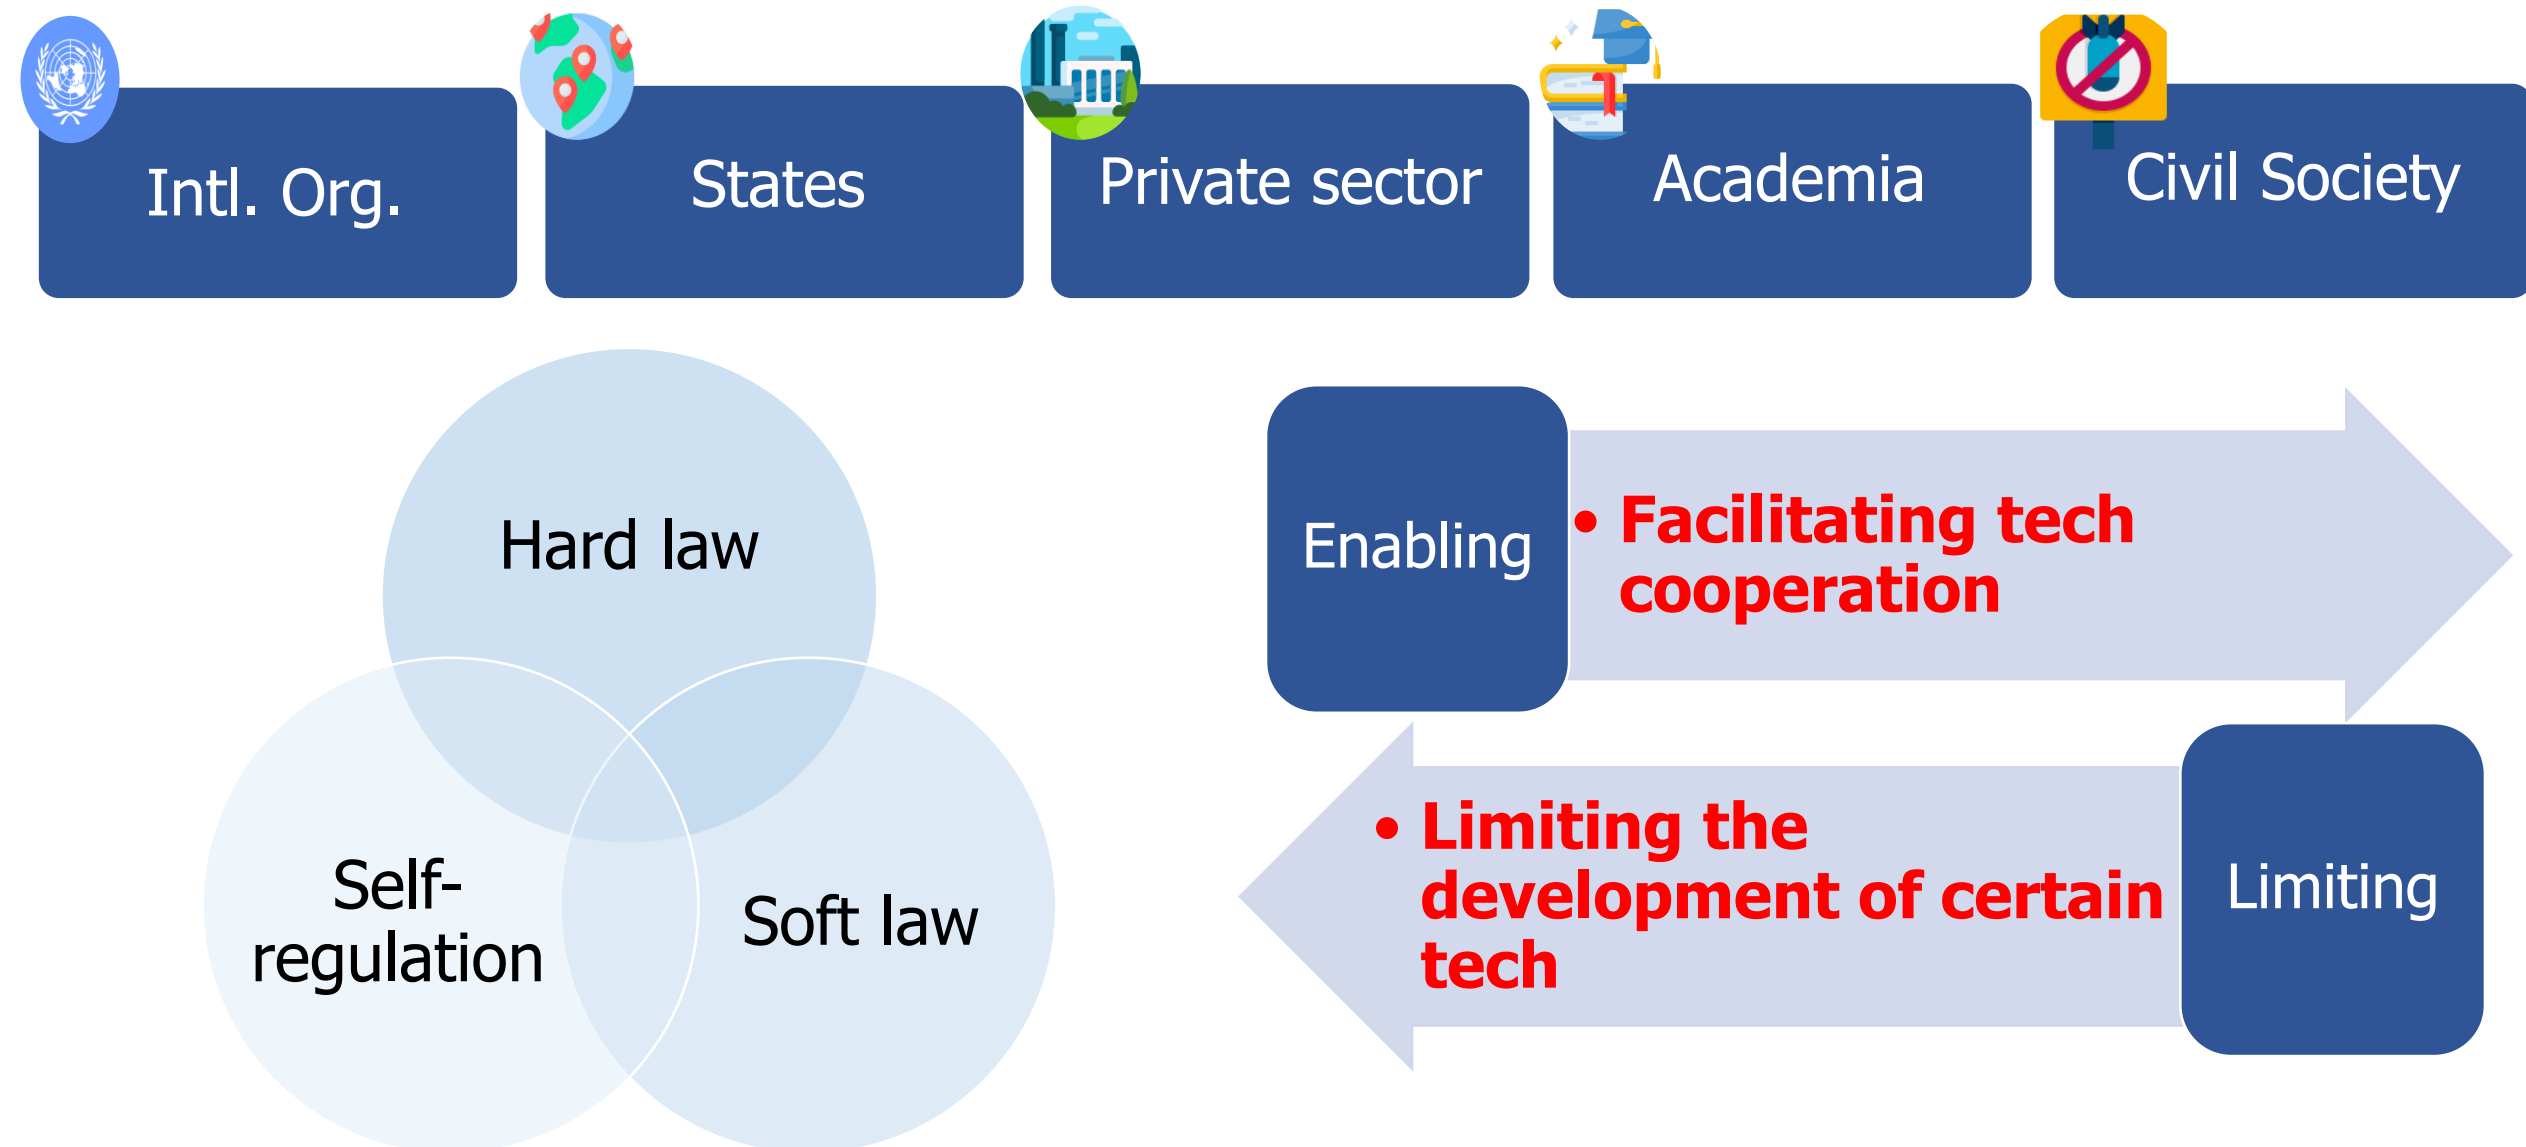 Intl. Org.
States
Private sector
Academia
Civil Society
Hard law
Self-
regulation
Soft law
Enabling
• Facilitating tech
cooperation
• Limiting the
development of certain
tech
Limiting